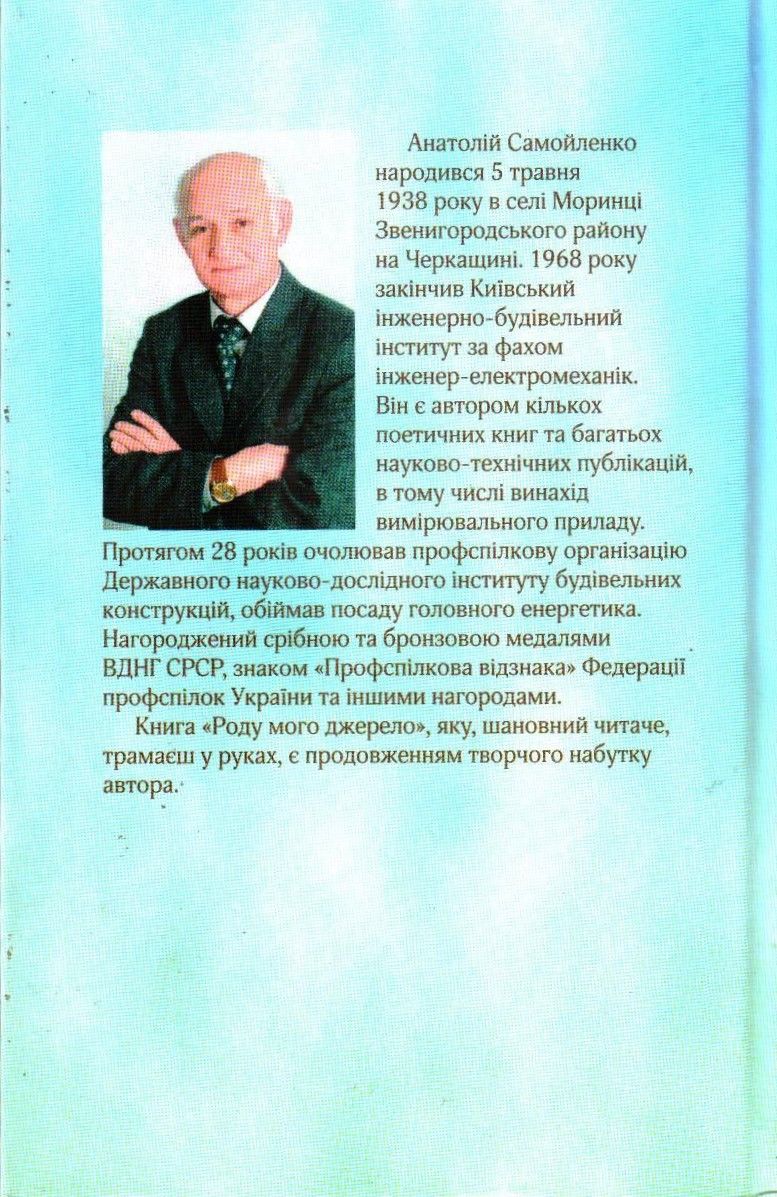 Анатолій Самойленко
народився 5 травня
1938 року в селі Моринці
Звенигородського району
на Черкащині. 1968 року
закінчив Київський
інженерно-будівельний
інститут за фахом
інженер-електромеханік.
Він є автором кількох
поетичних книг та багатьох
науково-технічних публікацій,
в тому числі винахід
вимірювального приладу.
Протягом 28 років очолював профспілкову організацію
Державного науково-дослідного інституту будівельних
конструкцій, обіймав посаду головного енергетика.
Нагороджений срібною та бронзовою медалями
ВДНГ СРСР, знаком «Профспілкова відзнака» Федерації
профспілок України та іншими нагородами.
Книга «Роду мого джерело», яку, шановний читаче,
трамаєш у руках, є продовженням творчого набутку
автора.